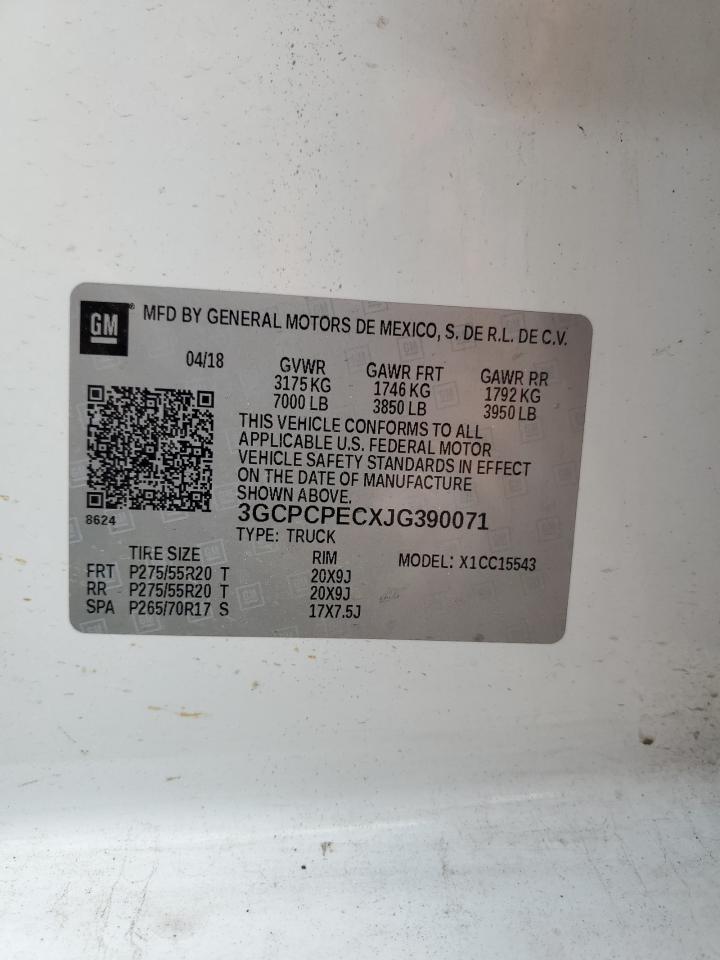 GM
®
MFD BY GENERAL MOTORS DE MEXICO, S. DE R.L. DE C.V.
04/18 GVWR GAWR FRT GAWR RR
3175 KG 1746 KG 1792 KG
7000 LB 3850 LB 3950 LB
THIS VEHICLE CONFORMS TO ALL
APPLICABLE U.S. FEDERAL MOTOR
VEHICLE SAFETY STANDARDS IN EFFECT
ON THE DATE OF MANUFACTURE
SHOWN ABOVE.
8624
3GCPCPECXJG390071
TYPE: TRUCK
TIRE SIZE RIM MODEL: X1CC15543
FRT P275/55R20 T 20X9J
RR P275/55R20 T 20X9J
SPA P265/70R17 S 17X7.5J